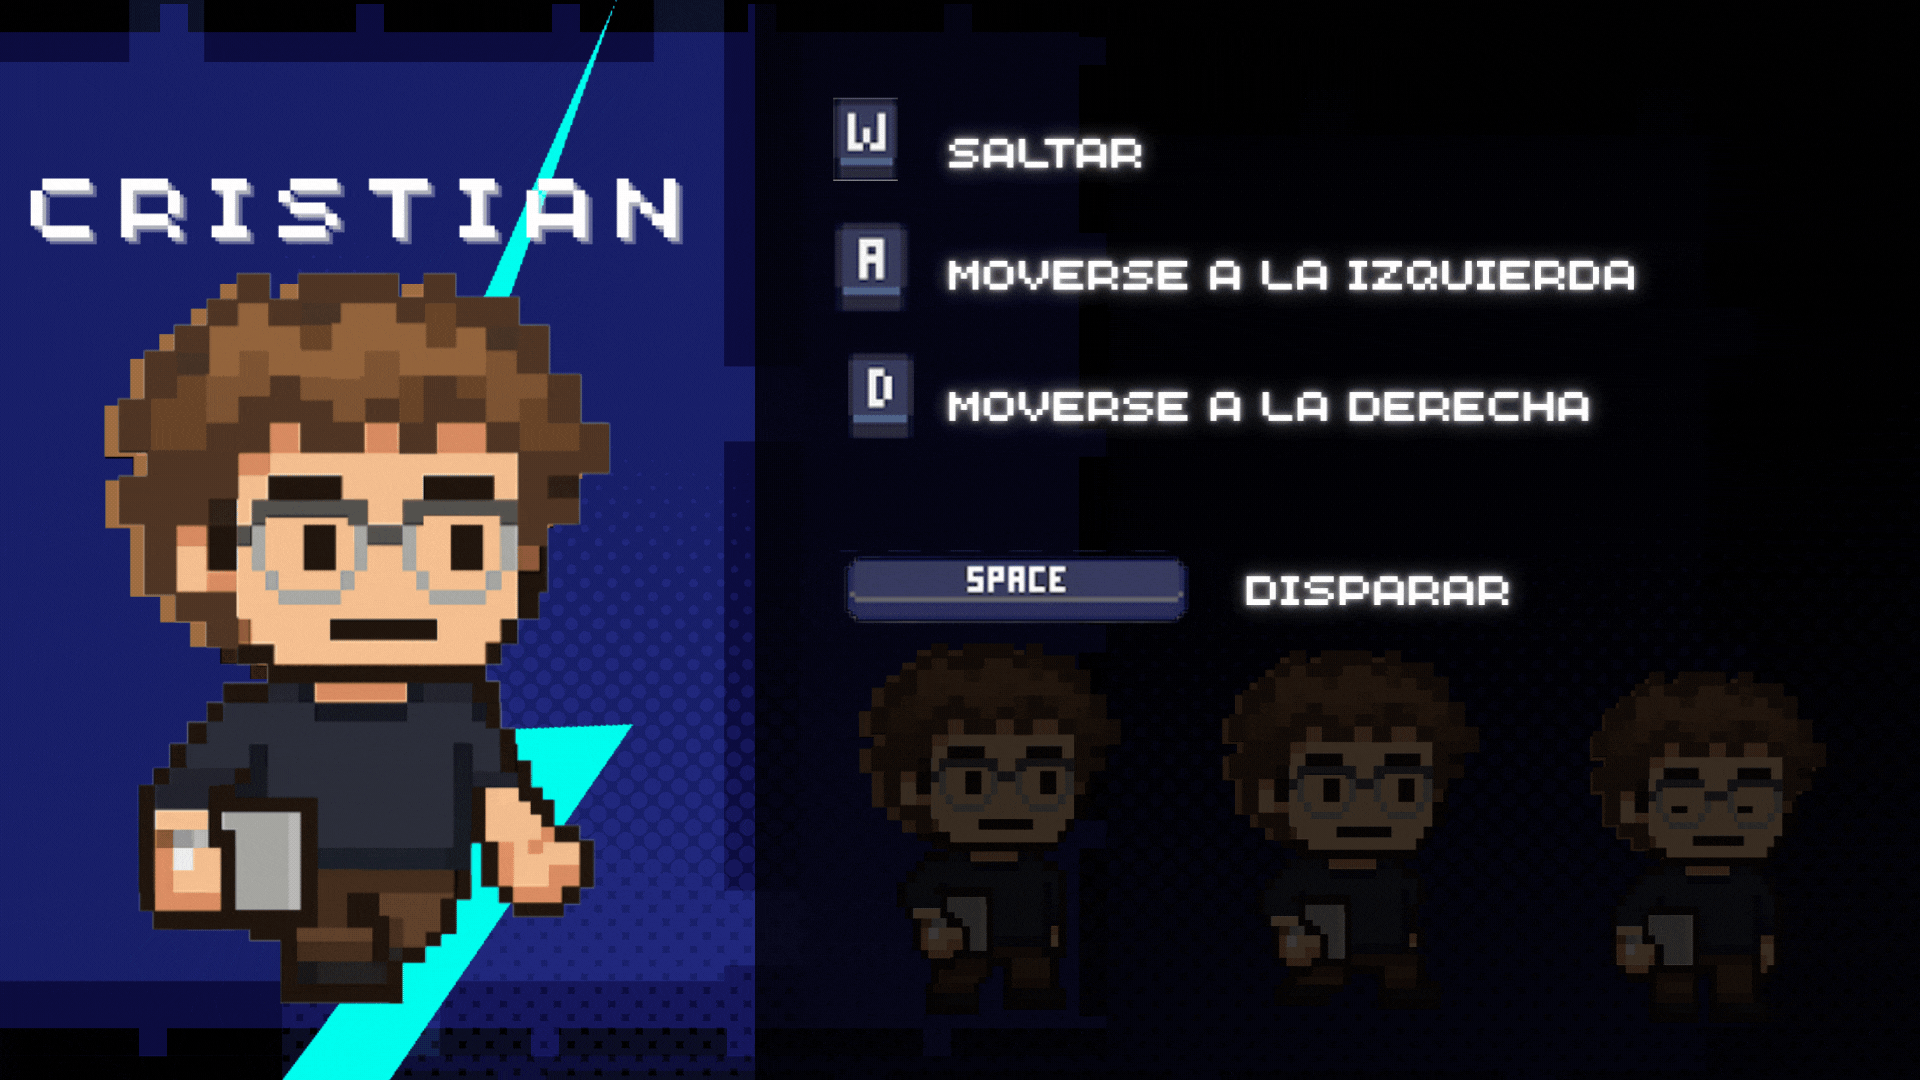 CRISTIAN
W SALTAR
A MOVERSE A LA IZQUIERDA
D MOVERSE A LA DERECHA
SPACE DISPARAR